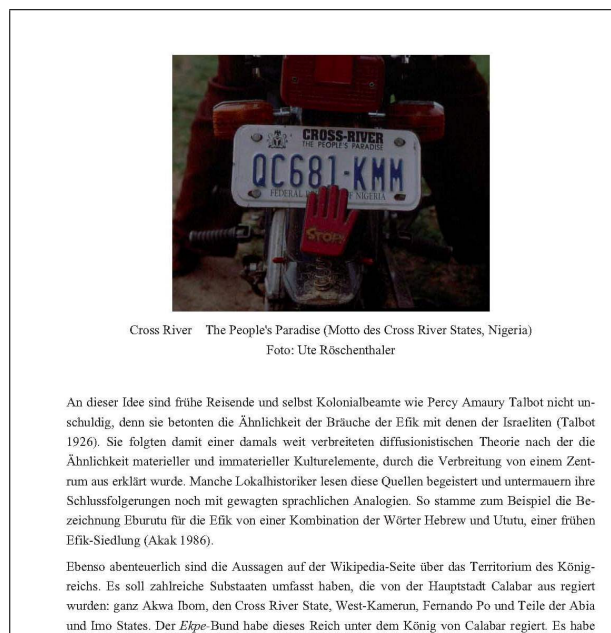 CROSS-RIVER
THE PEOPLE'S PARADISE
QC681-KMM
FEDERAL OF NIGERIA
STOP
Cross River The People's Paradise (Motto des Cross River States, Nigeria)
Foto: Ute Röschenthaler
An dieser Idee sind frühe Reisende und selbst Kolonialbeamte wie Percy Amaury Talbot nicht un-
schuldig, denn sie betonten die Ähnlichkeit der Bräuche der Efik mit denen der Israeliten (Talbot
1926). Sie folgten damit einer damals weit verbreiteten diffusionistischen Theorie nach der die
Ähnlichkeit materieller und immaterieller Kulturelemente, durch die Verbreitung von einem Zent-
rum aus erklärt wurde. Manche Lokalhistoriker lesen diese Quellen begeistert und untermauern ihre
Schlussfolgerungen noch mit gewagten sprachlichen Analogien. So stamme zum Beispiel die Be-
zeichnung Eburutu für die Efik von einer Kombination der Wörter Hebrew und Ututu, einer frühen
Efik-Siedlung (Akak 1986).
Ebenso abenteuerlich sind die Aussagen auf der Wikipedia-Seite über das Territorium des König-
reichs. Es soll zahlreiche Substaaten umfasst haben, die von der Hauptstadt Calabar aus regiert
wurden: ganz Akwa Ibom, den Cross River State, West-Kamerun, Fernando Po und Teile der Abia
und Imo States. Der Ekpe-Bund habe dieses Reich unter dem König von Calabar regiert. Es habe